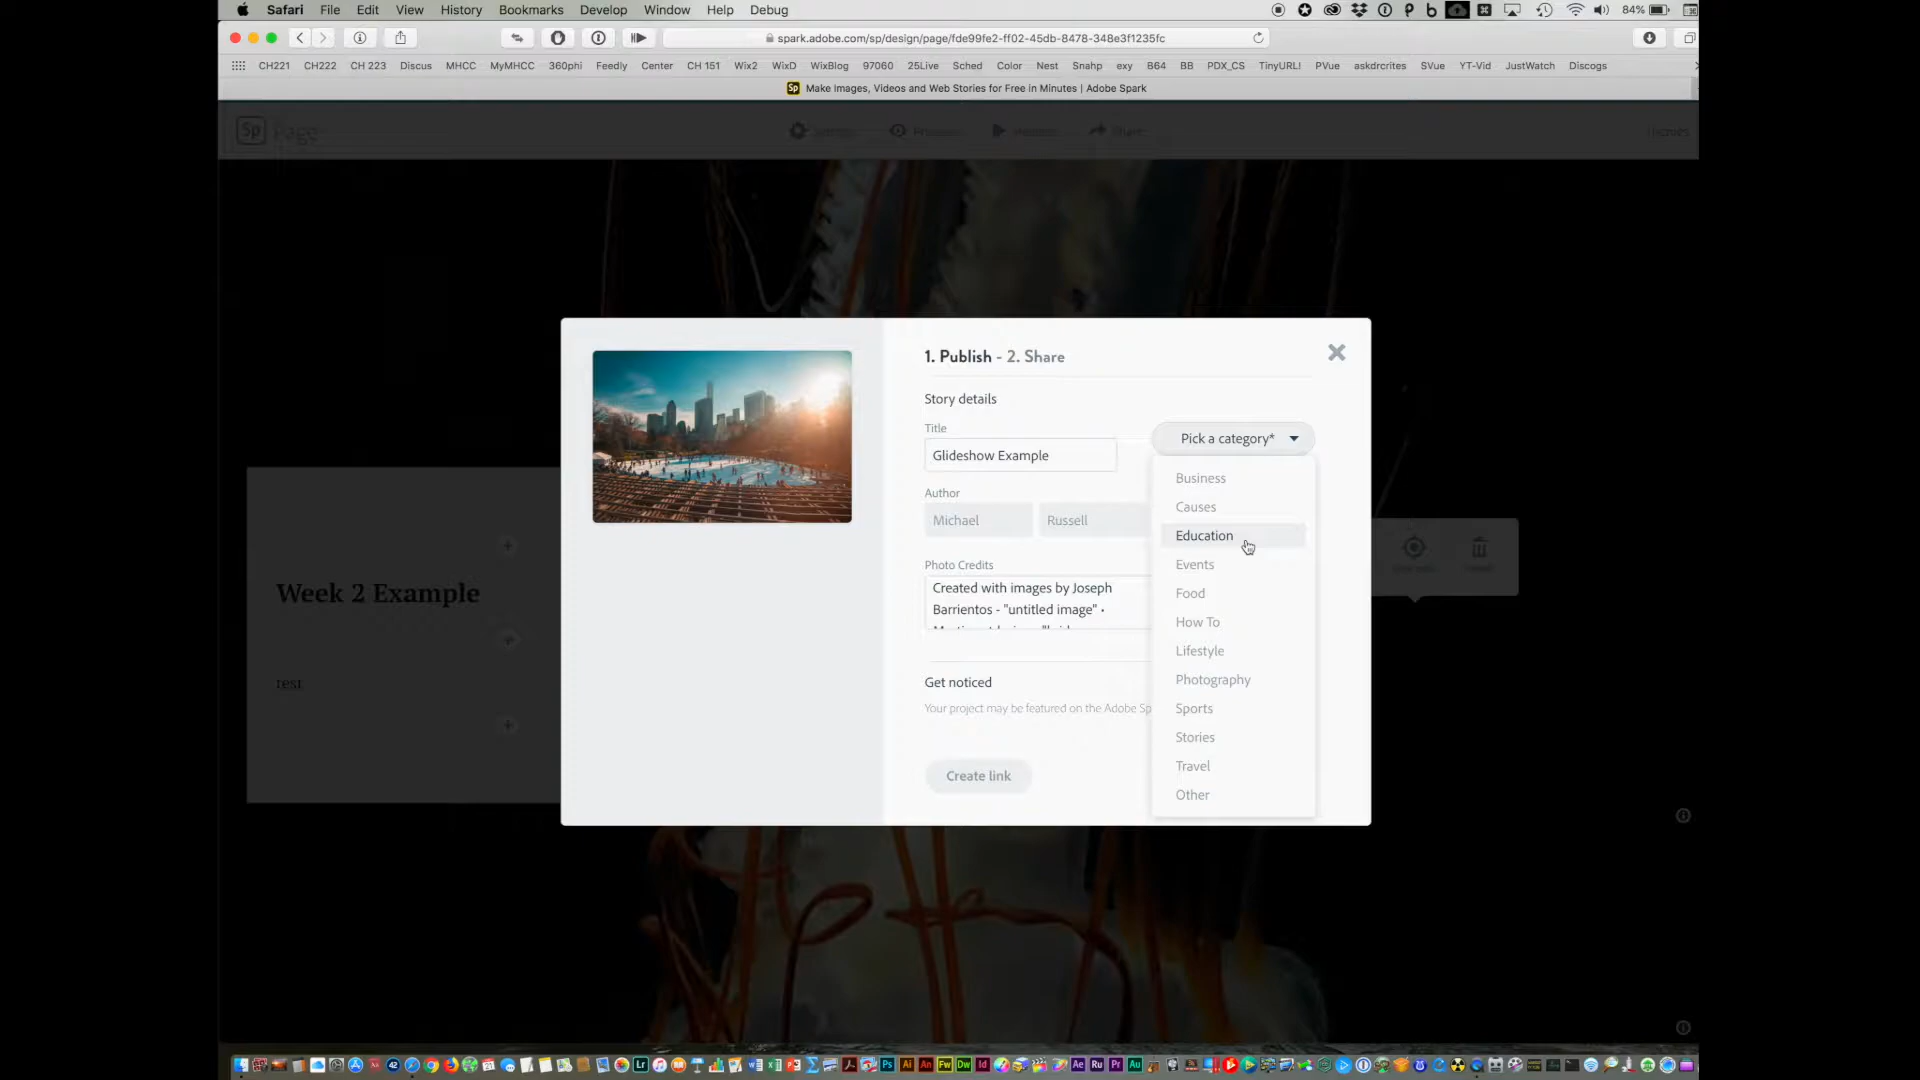 Safari File Edit View History Bookmarks Develop Window Help Debug 84%
spark.adobe.com/sp/design/page/fde99fe2-ff02-45db-8478-348e3f1235fc
CH221 CH222 CH 223 Discus MHCC MyMHCC 360phi Feedly Center CH 151 Wix2 WixD WixBlog 97060 25Live Sched Color Nest Snahp exy B64 BB PDX_CS TinyURL! PVue askdrcrites SVue YT-Vid JustWatch Discogs
Sp Make Images, Videos and Web Stories for Free in Minutes | Adobe Spark
Sp Page Share Themes
1. Publish - 2. Share
Story details
Title
Pick a category*
Glideshow Example
Business
Author
Causes
Michael Russell
Education
Photo Credits
Events
Created with images by Joseph
Barrientos - "untitled image" •
Food
How To
Lifestyle
Get noticed
Photography
Your project may be featured on the Adobe Sp
Sports
Stories
Create link
Travel
Other
Week 2 Example
test